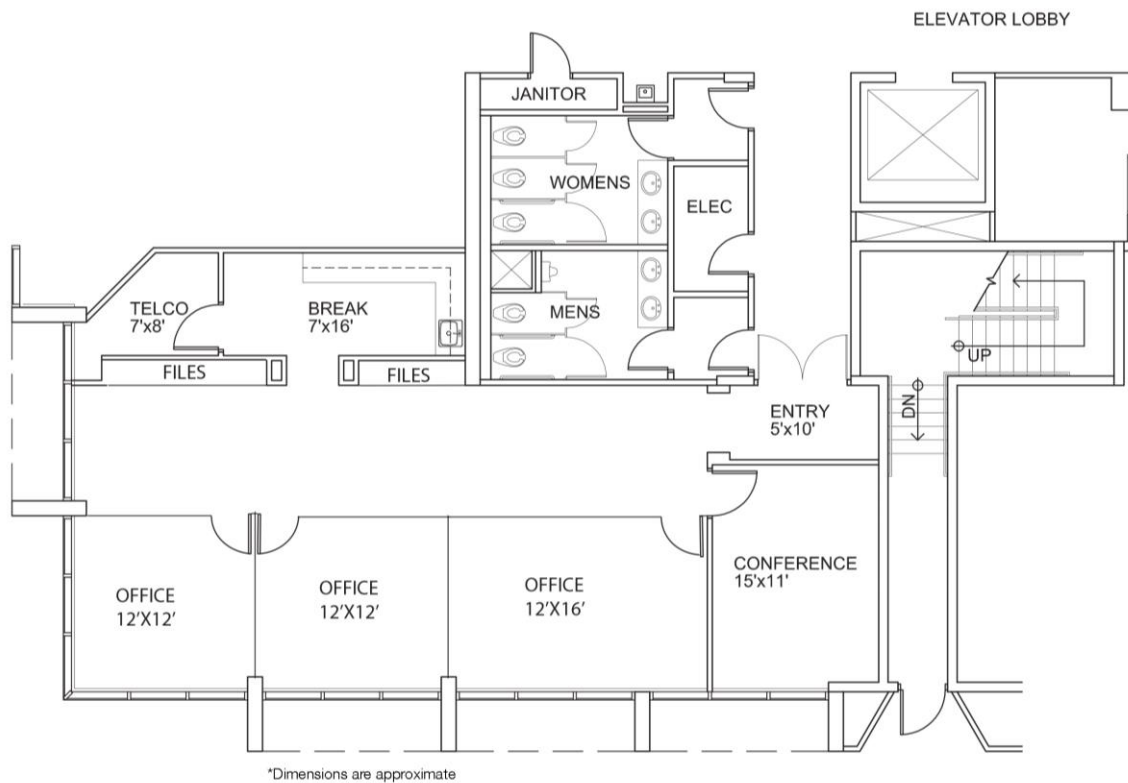 ELEVATOR LOBBY
JANITOR
WOMENS
ELEC
TELCO
7'x8'
BREAK
7'x16'
MENS
FILES
FILES
UP
DN
ENTRY
5'x10'
CONFERENCE
15'x11'
OFFICE
12'X12'
OFFICE
12'X12'
OFFICE
12'X16'
*Dimensions are approximate